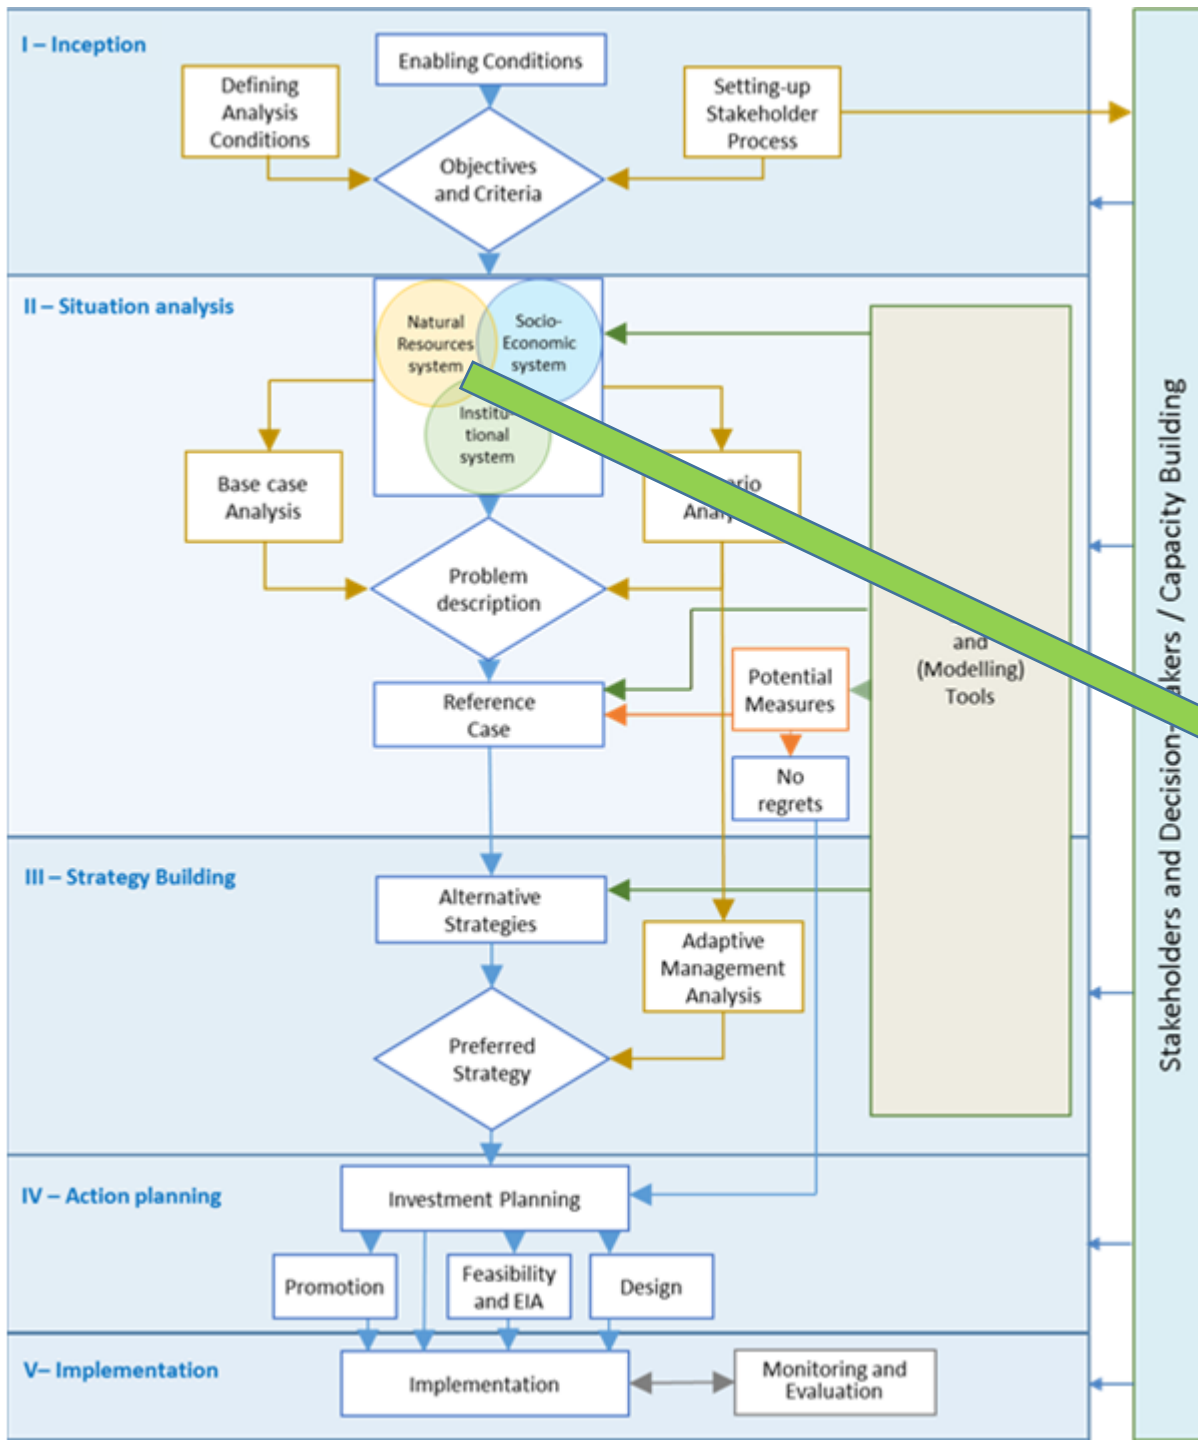 I – Inception
Enabling Conditions
Defining
Analysis
Conditions
Setting-up
Stakeholder
Process
Objectives
and Criteria
II – Situation analysis
Natural
Resources
system
Socio-
Economic
system
Institu-
tional
system
Base case
Analysis
Problem
description
Reference
Case
Potential
Measures
No
regrets
and
(Modelling)
Tools
III – Strategy Building
Alternative
Strategies
Adaptive
Management
Analysis
Preferred
Strategy
IV – Action planning
Investment Planning
Promotion
Feasibility
and EIA
Design
V– Implementation
Implementation
Monitoring and
Evaluation
Stakeholders and Decision-makers / Capacity Building